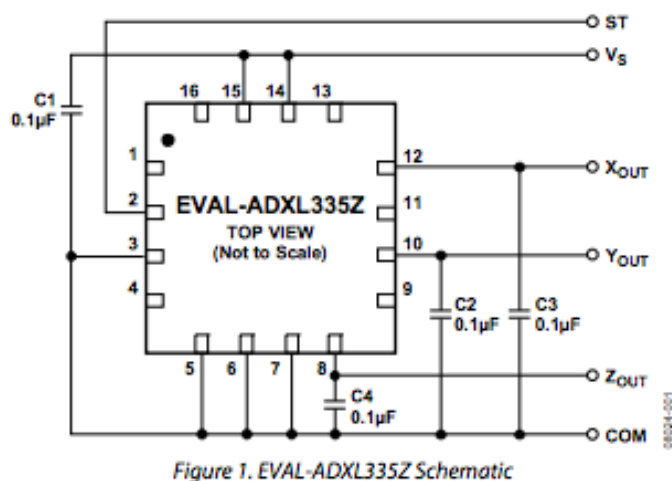 ST
VS
C1
0.1µF
16 15 14 13
1
2
3
4
12
11
10
9
EVAL-ADXL335Z
TOP VIEW
(Not to Scale)
XOUT
YOUT
C2
0.1µF
C3
0.1µF
5 6 7 8
ZOUT
C4
0.1µF
COM
08024-001
Figure 1. EVAL-ADXL335Z Schematic